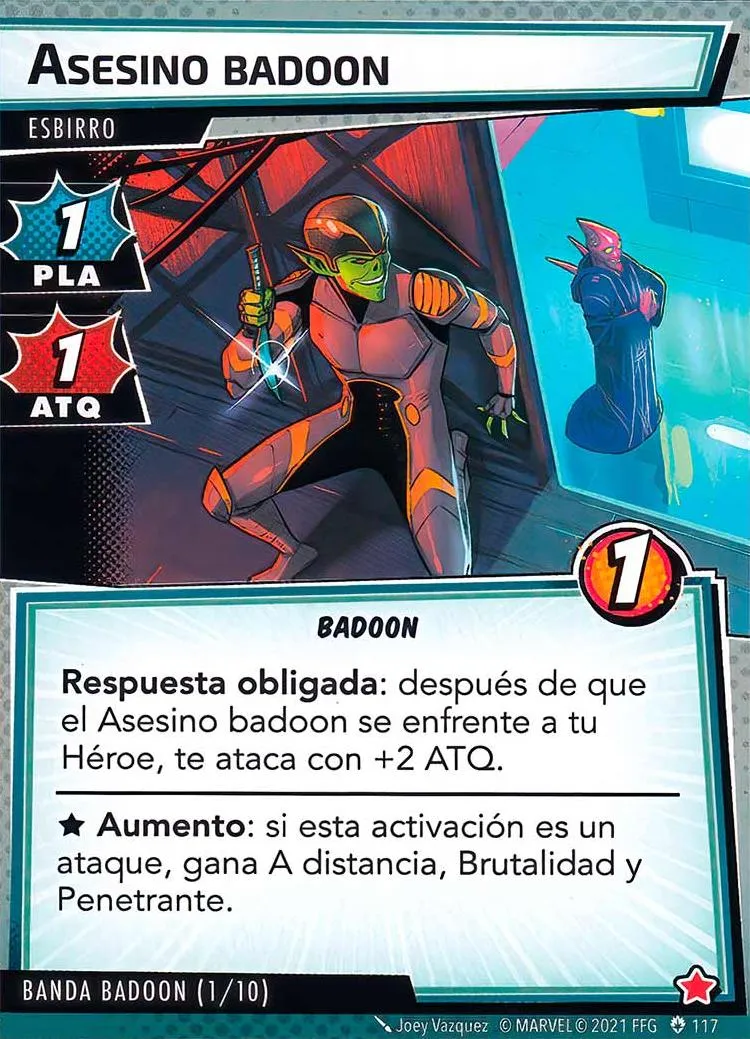 ASESINO BADOON
ESBIRRO
1
PLA
1
ATQ
1
BADOON
Respuesta obligada: después de que
el Asesino badoon se enfrente a tu
Héroe, te ataca con +2 ATQ.
★ Aumento: si esta activación es un
ataque, gana A distancia, Brutalidad y
Penetrante.
BANDA BADOON (1/10)
Joey Vazquez © MARVEL © 2021 FFG 117